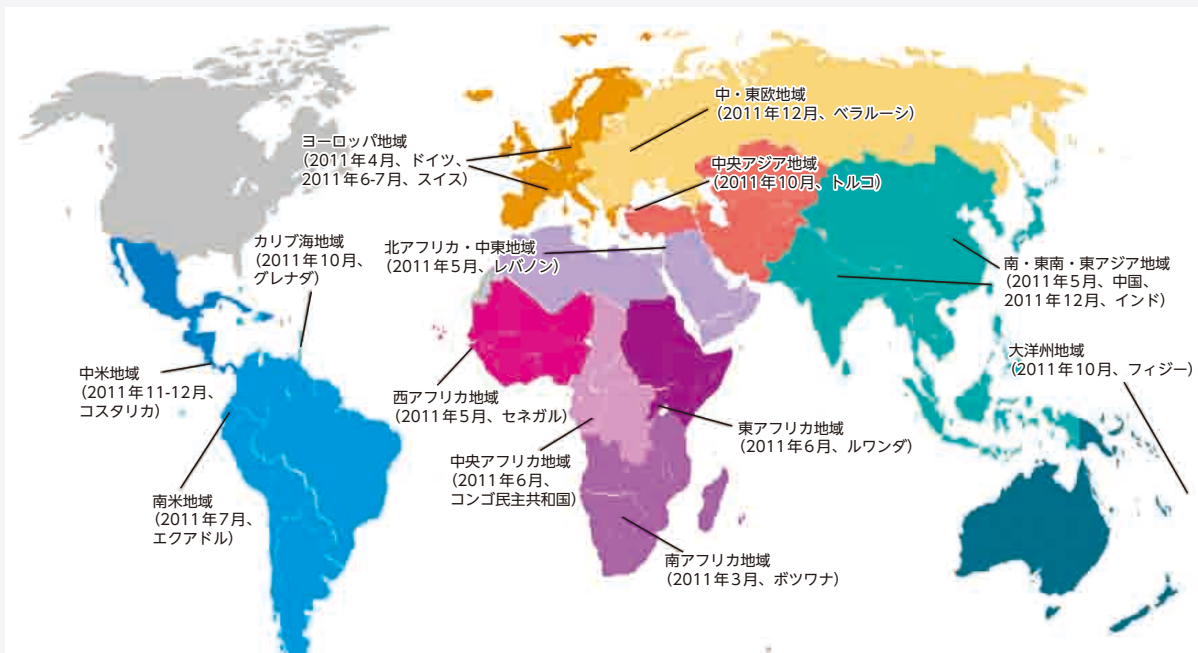 中・東欧地域
(2011年12月、ベラルーシ)
ヨーロッパ地域
(2011年4月、ドイツ、
2011年6-7月、スイス)
中央アジア地域
(2011年10月、トルコ)
カリブ海地域
(2011年10月、
グレナダ)
北アフリカ・中東地域
(2011年5月、レバノン)
南・東南・東アジア地域
(2011年5月、中国、
2011年12月、インド)
大洋州地域
(2011年10月、フィジー)
中米地域
(2011年11-12月、
コスタリカ)
西アフリカ地域
(2011年5月、セネガル)
東アフリカ地域
(2011年6月、ルワンダ)
中央アフリカ地域
(2011年6月、
コンゴ民主共和国)
南米地域
(2011年7月、
エクアドル)
南アフリカ地域
(2011年3月、ボツワナ)